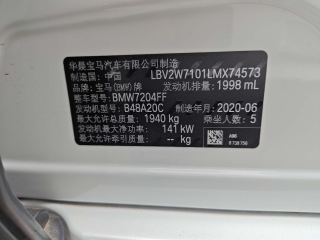 华晨宝马汽车有限公司制造
制造国：中国 LBV2W7101LMX74573
品牌：宝马(BMW)牌 发动机排量：1998 mL
整车型号：BMW7204FF
发动机型号：B48A20C 制造年月：2020-06
最大允许总质量：1940 kg 乘坐人数：5
发动机最大净功率： 141 kW
最大允许牵引质量： -- kg